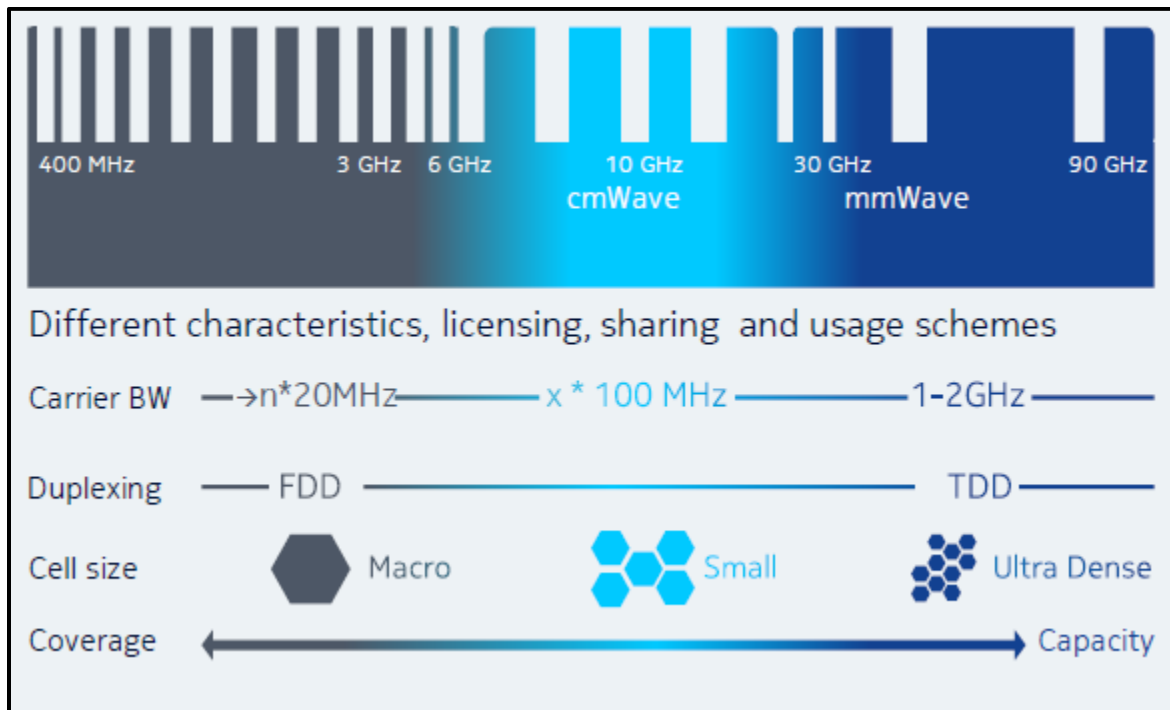 400 MHz 3 GHz 6 GHz 10 GHz 30 GHz 90 GHz
cmWave mmWave
Different characteristics, licensing, sharing and usage schemes
Carrier BW →n*20MHz x * 100 MHz 1-2GHz
Duplexing FDD TDD
Cell size Macro Small Ultra Dense
Coverage Capacity